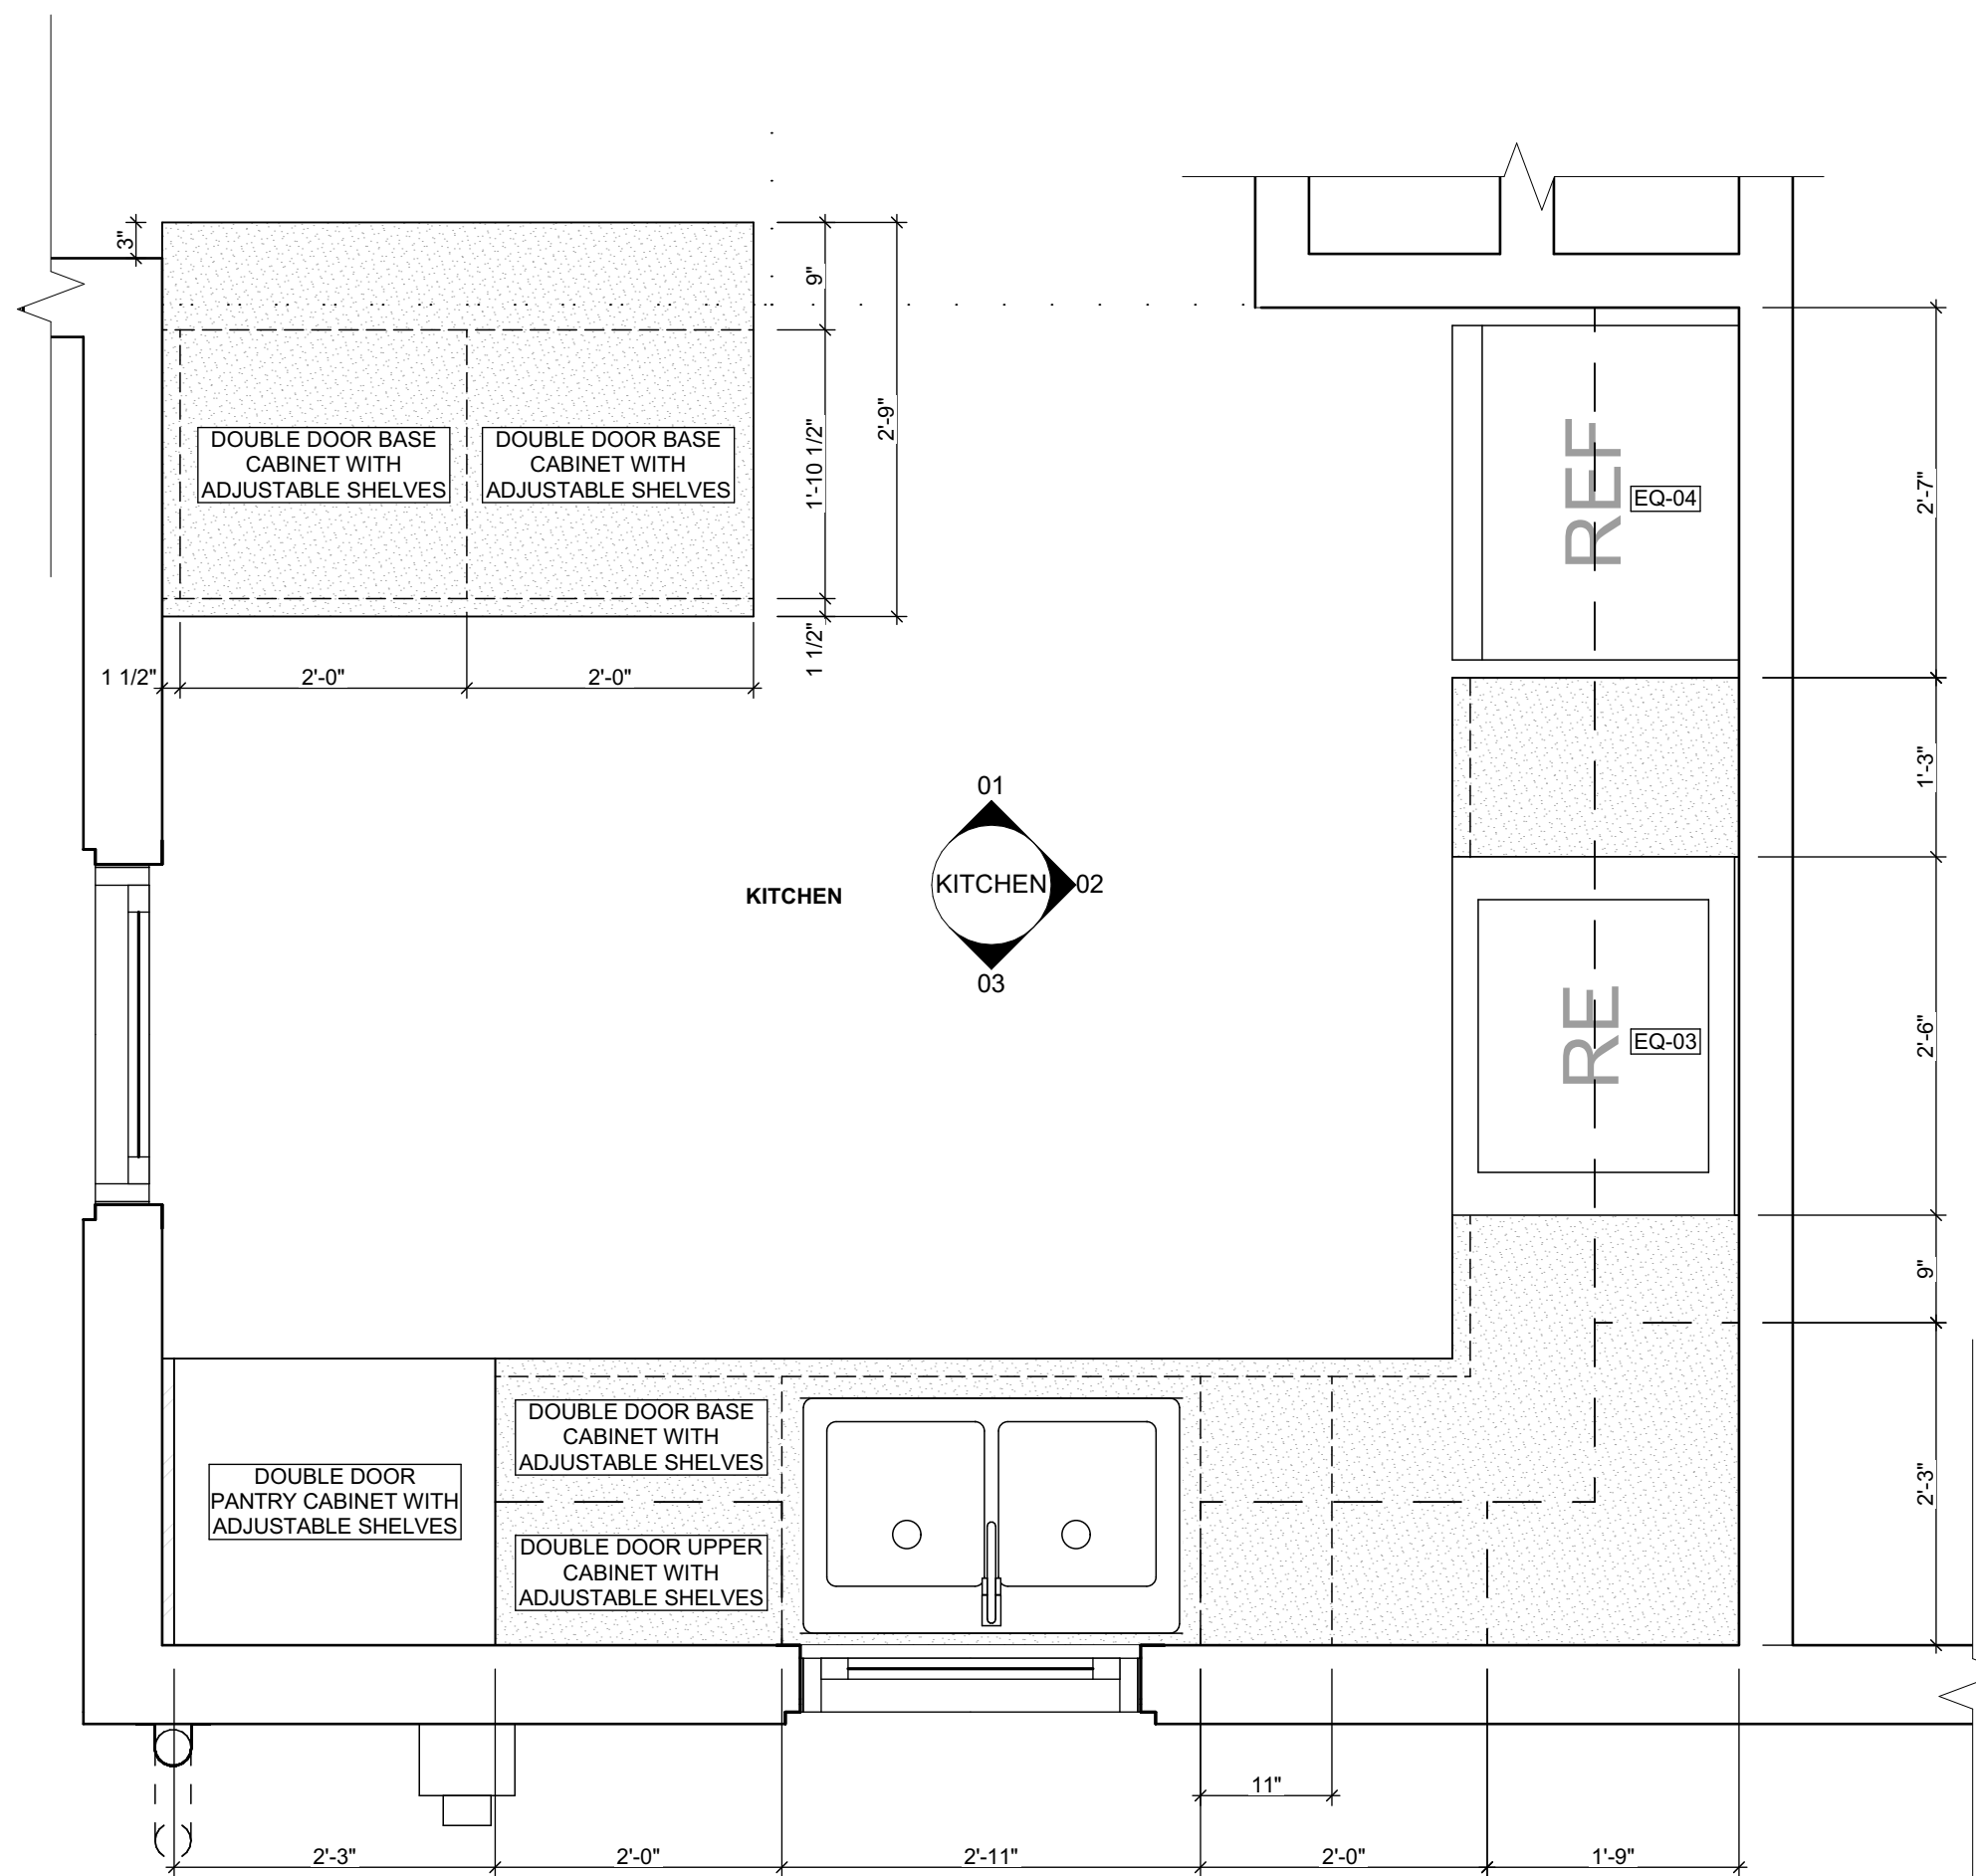 3"
9"
DOUBLE DOOR BASE
CABINET WITH
ADJUSTABLE SHELVES
DOUBLE DOOR BASE
CABINET WITH
ADJUSTABLE SHELVES
1'-10 1/2"
2'-9"
1 1/2"
1 1/2"
2'-0"
2'-0"
REF
EQ-04
2'-7"
1'-3"
01
KITCHEN
KITCHEN
02
03
RE
EQ-03
2'-6"
9"
2'-3"
DOUBLE DOOR
PANTRY CABINET WITH
ADJUSTABLE SHELVES
DOUBLE DOOR BASE
CABINET WITH
ADJUSTABLE SHELVES
DOUBLE DOOR UPPER
CABINET WITH
ADJUSTABLE SHELVES
11"
2'-3"
2'-0"
2'-11"
2'-0"
1'-9"